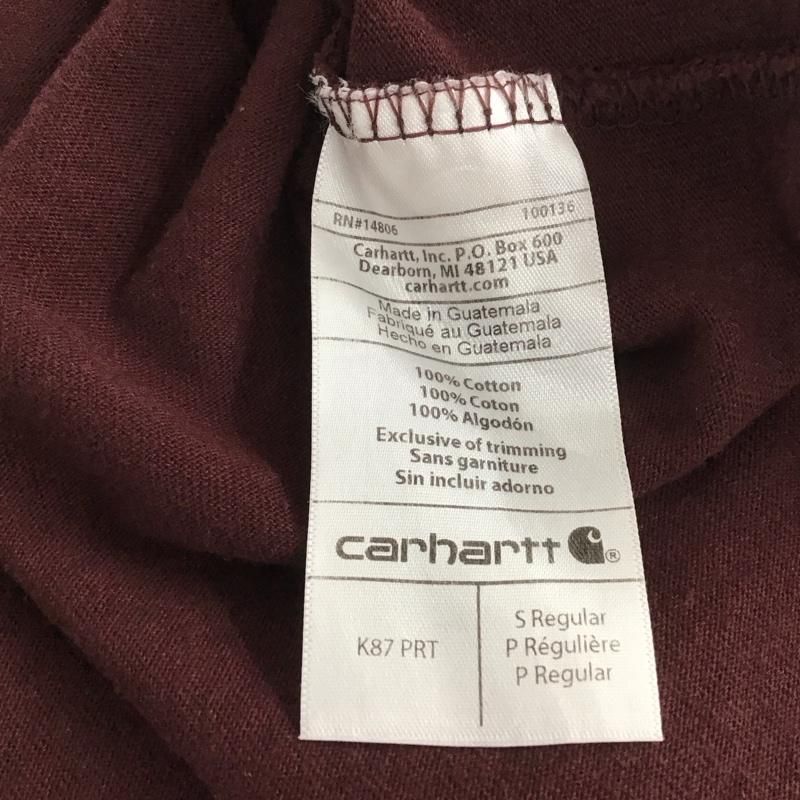 RN#14806 100136
Carhartt, Inc. P.O. Box 600
Dearborn, MI 48121 USA
carhartt.com
Made in Guatemala
Fabriqué au Guatemala
Hecho en Guatemala
100% Cotton
100% Coton
100% Algodón
Exclusive of trimming
Sans garniture
Sin incluir adorno
carhartt ®
K87 PRT
S Regular
P Régulière
P Regular